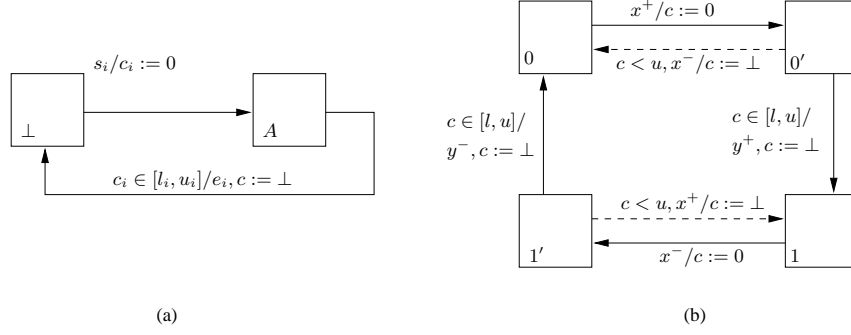 s_i/c_i := 0
⊥
A
c_i ∈ [l_i, u_i]/e_i, c := ⊥
(a)
x^+/c := 0
0
0′
c < u, x^−/c := ⊥
c ∈ [l, u]/
y^−, c := ⊥
c ∈ [l, u]/
y^+, c := ⊥
c < u, x^+/c := ⊥
1′
1
x^−/c := 0
(b)